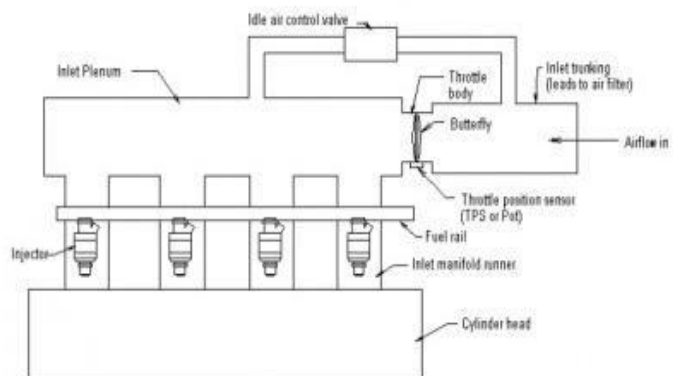 Idle air control valve
Inlet Plenum
Throttle
body
Inlet trunking
(leads to air filter)
Butterfly
Airflow in
Throttle position sensor
(TPS or Pot)
Fuel rail
Injector
Inlet manifold runner
Cylinder head